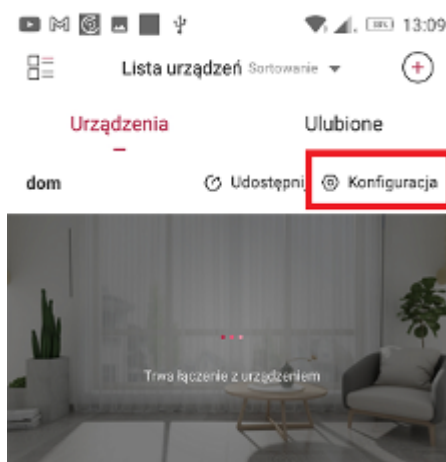 13:09
Lista urządzeń Sortowanie
Urządzenia Ulubione
dom Udostępnij Konfiguracja
Trwa łączenie z urządzeniem